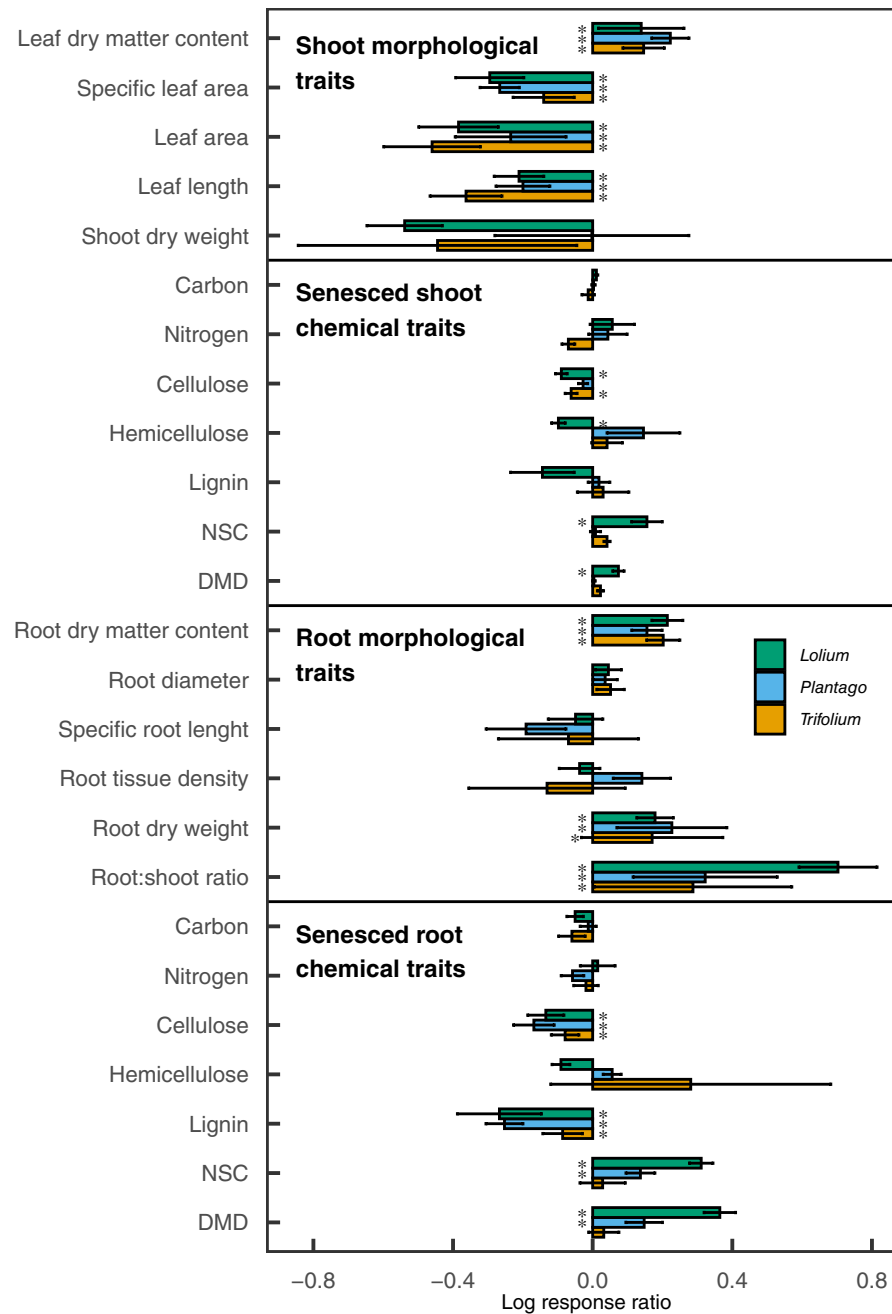 Leaf dry matter content
Specific leaf area
Leaf area
Leaf length
Shoot dry weight
Shoot morphological
traits
* * *
* * *
* * *
* * *
Carbon
Nitrogen
Cellulose
Hemicellulose
Lignin
NSC
DMD
Senesced shoot
chemical traits
* *
*
*
*
Root dry matter content
Root diameter
Specific root lenght
Root tissue density
Root dry weight
Root:shoot ratio
Root morphological
traits
* * *
* * *
* * *
Lolium
Plantago
Trifolium
Carbon
Nitrogen
Cellulose
Hemicellulose
Lignin
NSC
DMD
Senesced root
chemical traits
* * *
* * *
* *
* *
−0.8 −0.4 0.0 0.4 0.8
Log response ratio